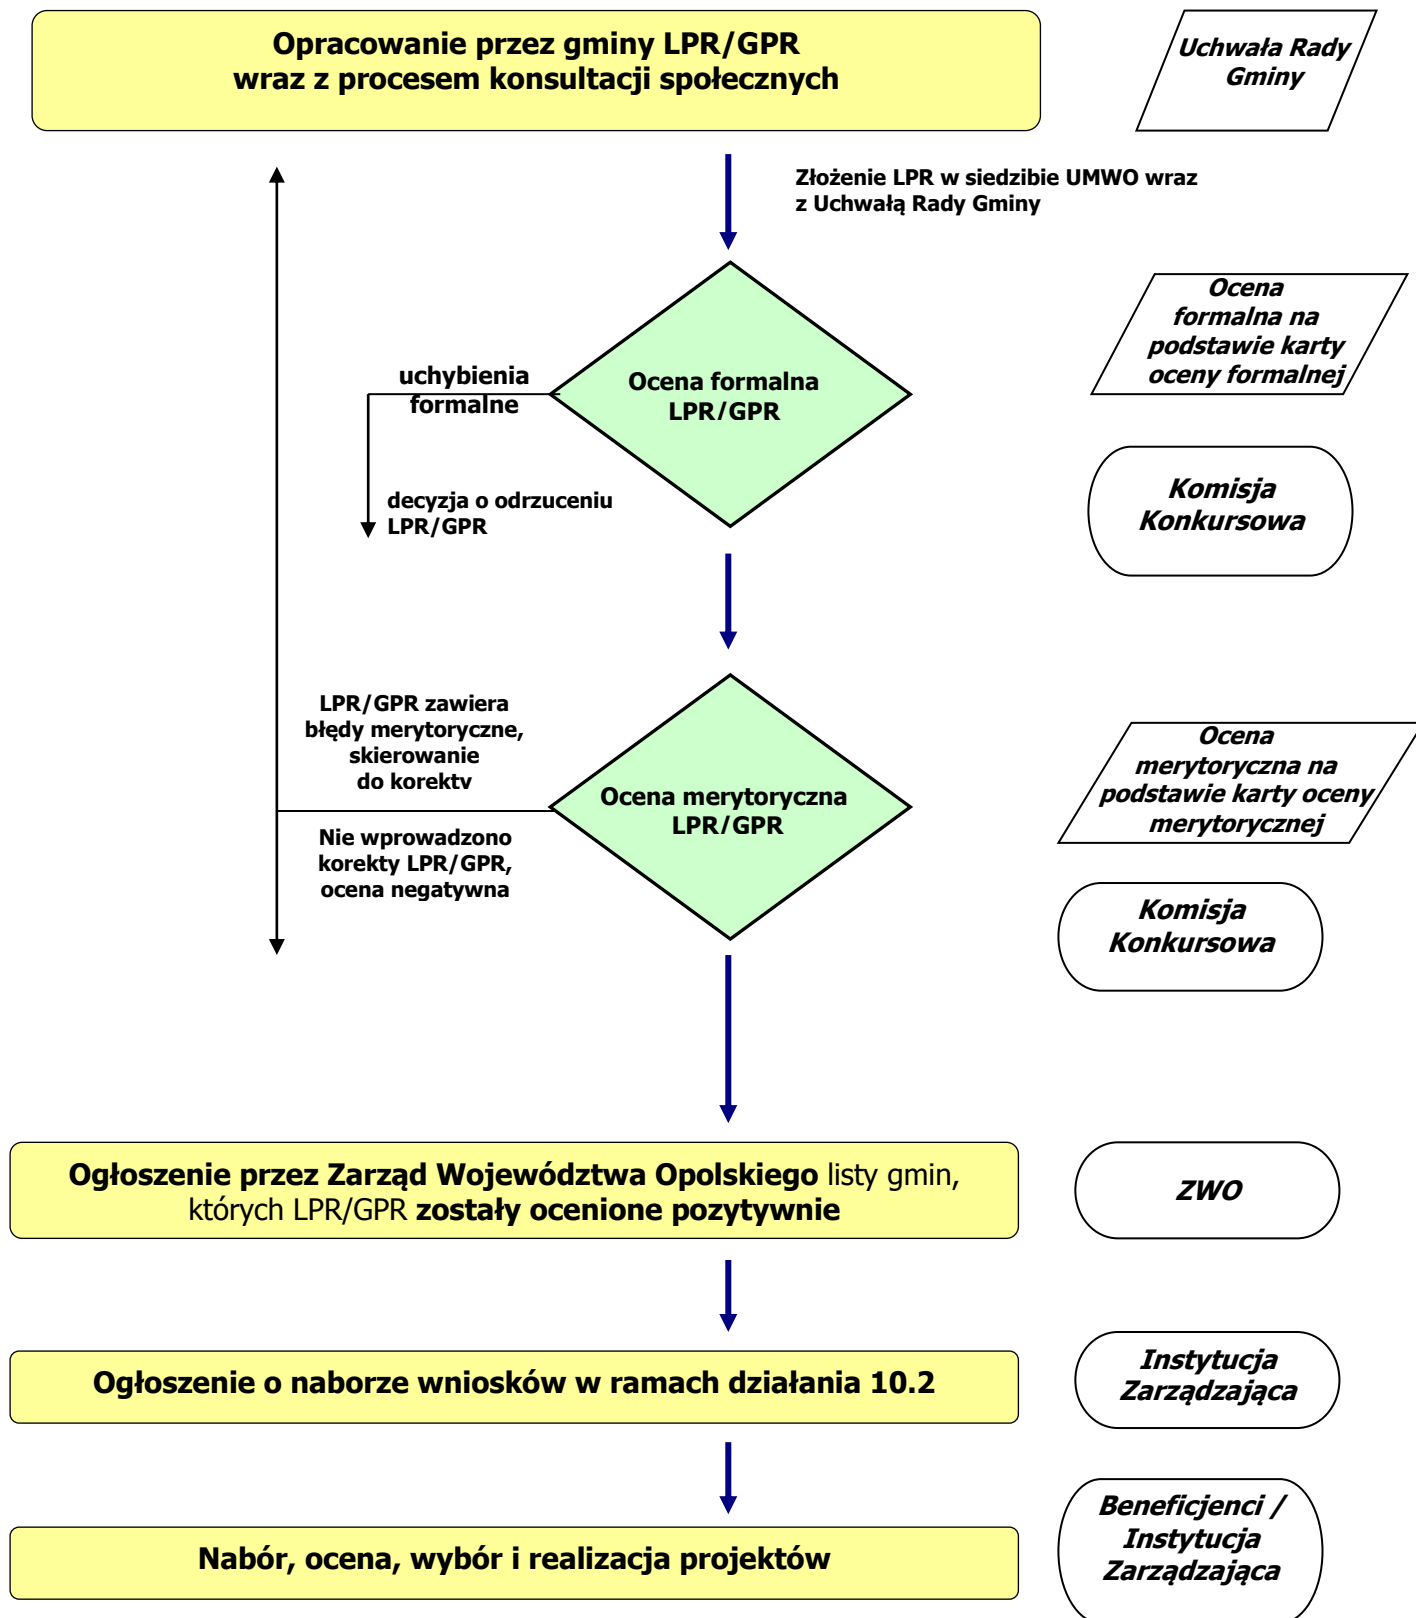 Opracowanie przez gminy LPR/GPR
wraz z procesem konsultacji społecznych
Uchwała Rady
Gminy
Złożenie LPR w siedzibie UMWO wraz
z Uchwałą Rady Gminy
Ocena
formalna na
podstawie karty
oceny formalnej
uchybienia
formalne
Ocena formalna
LPR/GPR
decyzja o odrzuceniu
LPR/GPR
Komisja
Konkursowa
LPR/GPR zawiera
błędy merytoryczne,
skierowanie
do korektv
Ocena merytoryczna
LPR/GPR
Ocena
merytoryczna na
podstawie karty oceny
merytorycznej
Nie wprowadzono
korekty LPR/GPR,
ocena negatywna
Komisja
Konkursowa
Ogłoszenie przez Zarząd Województwa Opolskiego listy gmin,
których LPR/GPR zostały ocenione pozytywnie
ZWO
Ogłoszenie o naborze wniosków w ramach działania 10.2
Instytucja
Zarządzająca
Nabór, ocena, wybór i realizacja projektów
Beneficjenci /
Instytucja
Zarządzająca